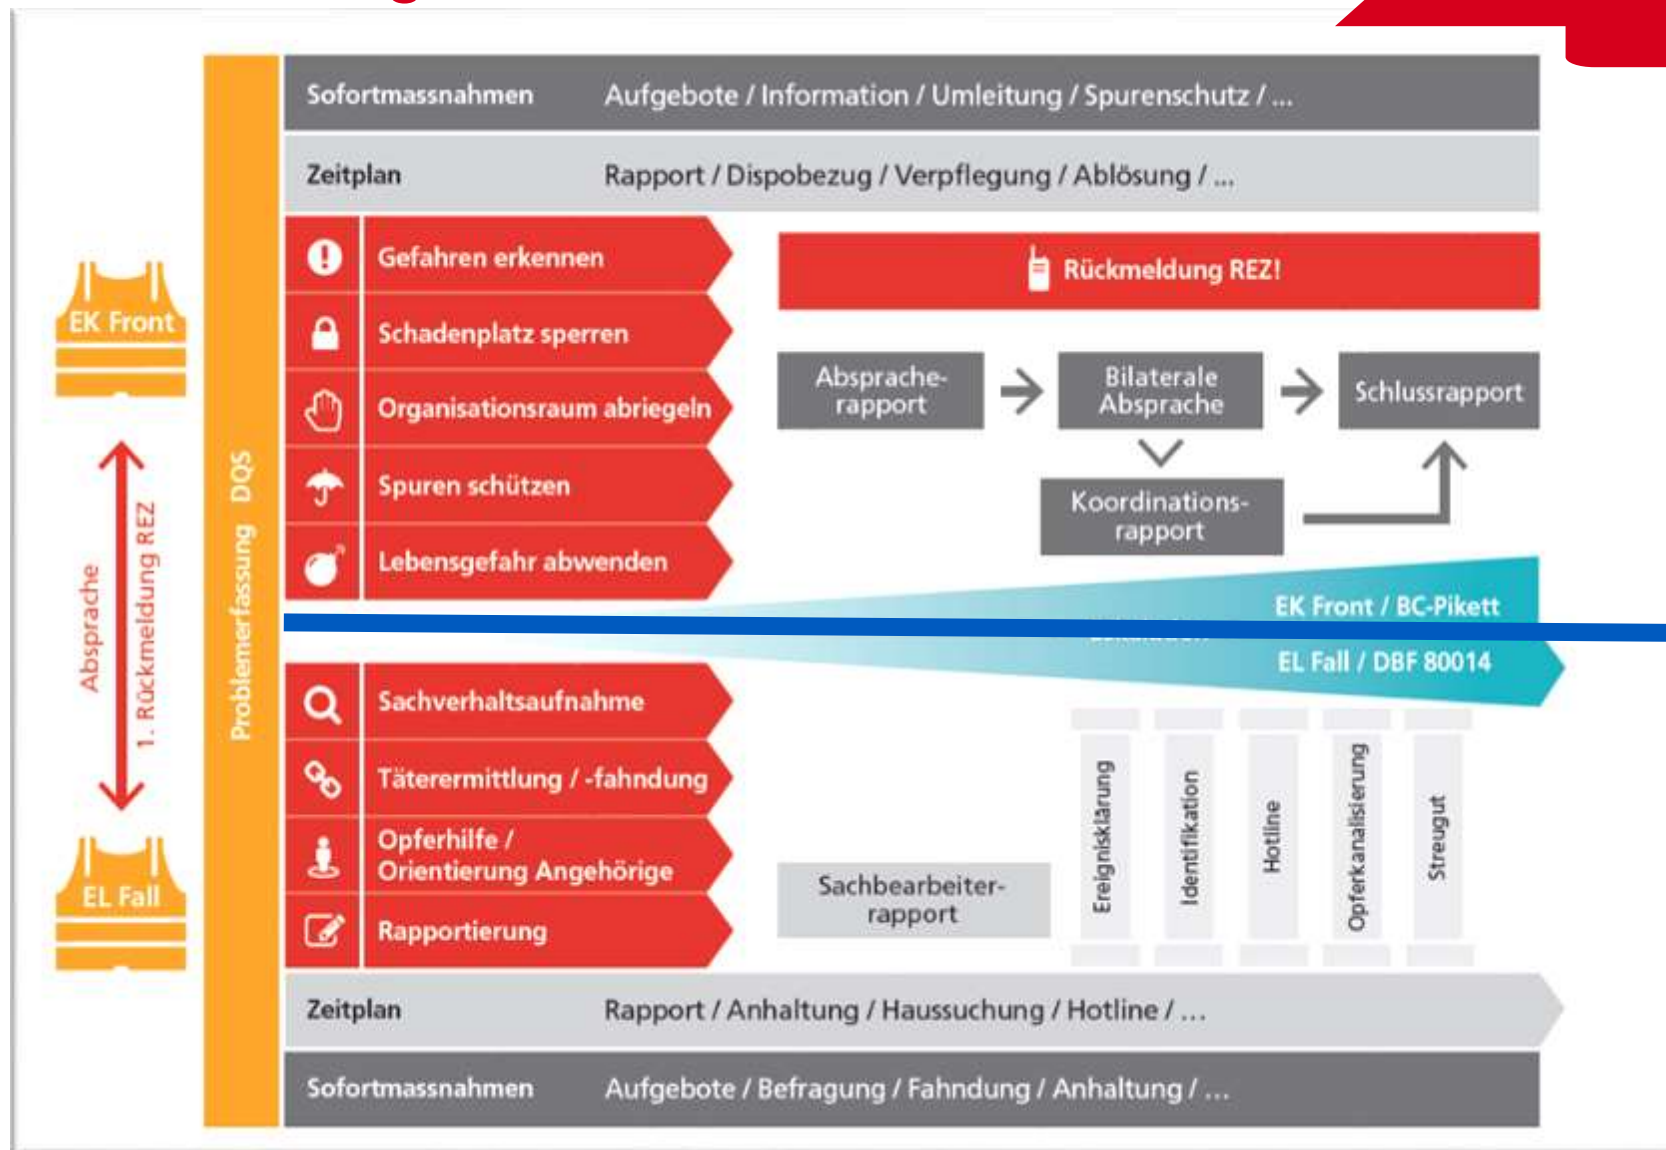 Sofortmassnahmen Aufgebote / Information / Umleitung / Spurenschutz / ...
Zeitplan Rapport / Dispobezug / Verpflegung / Ablösung / ...
EK Front
Absprache
1. Rückmeldung REZ
EL Fall
Problemerfassung DQS
Gefahren erkennen
Schadenplatz sperren
Organisationsraum abriegeln
Spuren schützen
Lebensgefahr abwenden
Rückmeldung REZ!
Absprache-
rapport
Bilaterale
Absprache
Schlussrapport
Koordinations-
rapport
EK Front / BC-Pikett
EL Fall / DBF 80014
Sachverhaltsaufnahme
Täterermittlung / -fahndung
Opferhilfe /
Orientierung Angehörige
Rapportierung
Sachbearbeiter-
rapport
Ereignisklärung
Identifikation
Hotline
Opferkanalisierung
Streugut
Zeitplan Rapport / Anhaltung / Haussuchung / Hotline / ...
Sofortmassnahmen Aufgebote / Befragung / Fahndung / Anhaltung / ...